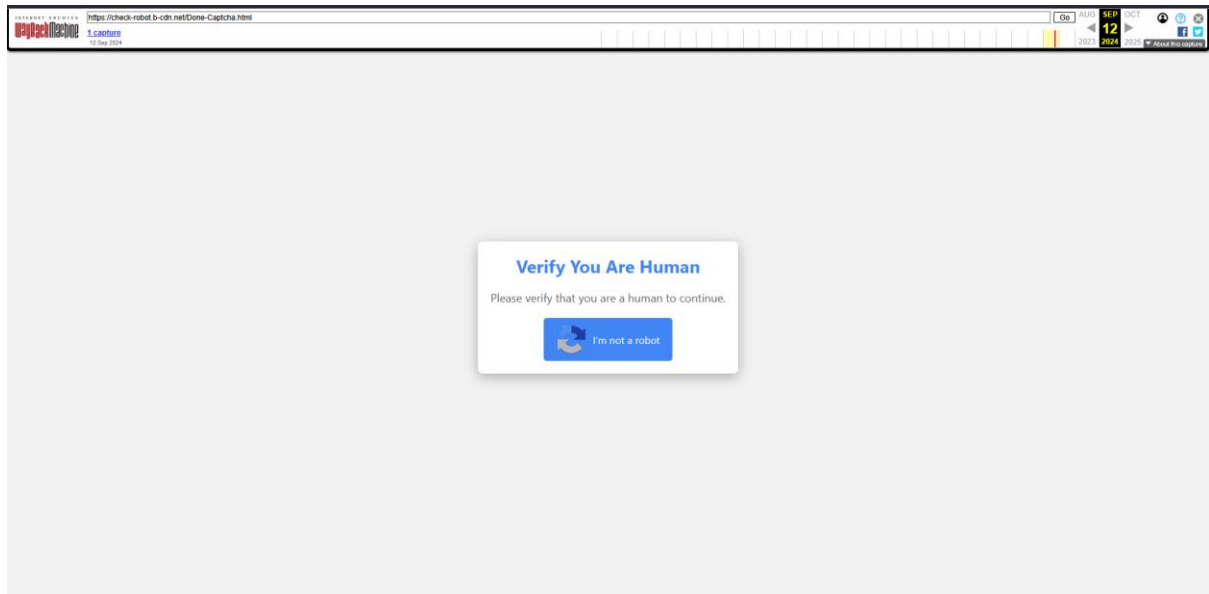 INTERNET ARCHIVE
WayBackMachine
https://check-robot.b-cdn.net/Done-Captcha.html
Go
AUG SEP OCT
1 capture
12
12 Sep 2024
2023 2024 2025
About this capture
Verify You Are Human
Please verify that you are a human to continue.
I'm not a robot